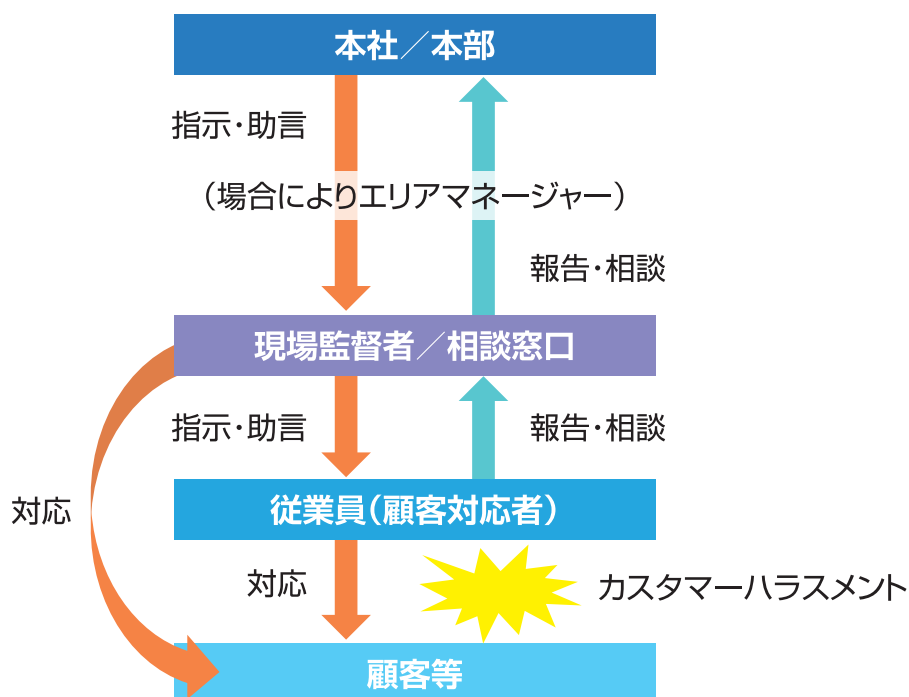 本社／本部
指示・助言
（場合によりエリアマネージャー）
報告・相談
現場監督者／相談窓口
指示・助言
報告・相談
従業員（顧客対応者）
対応
対応
カスタマーハラスメント
顧客等